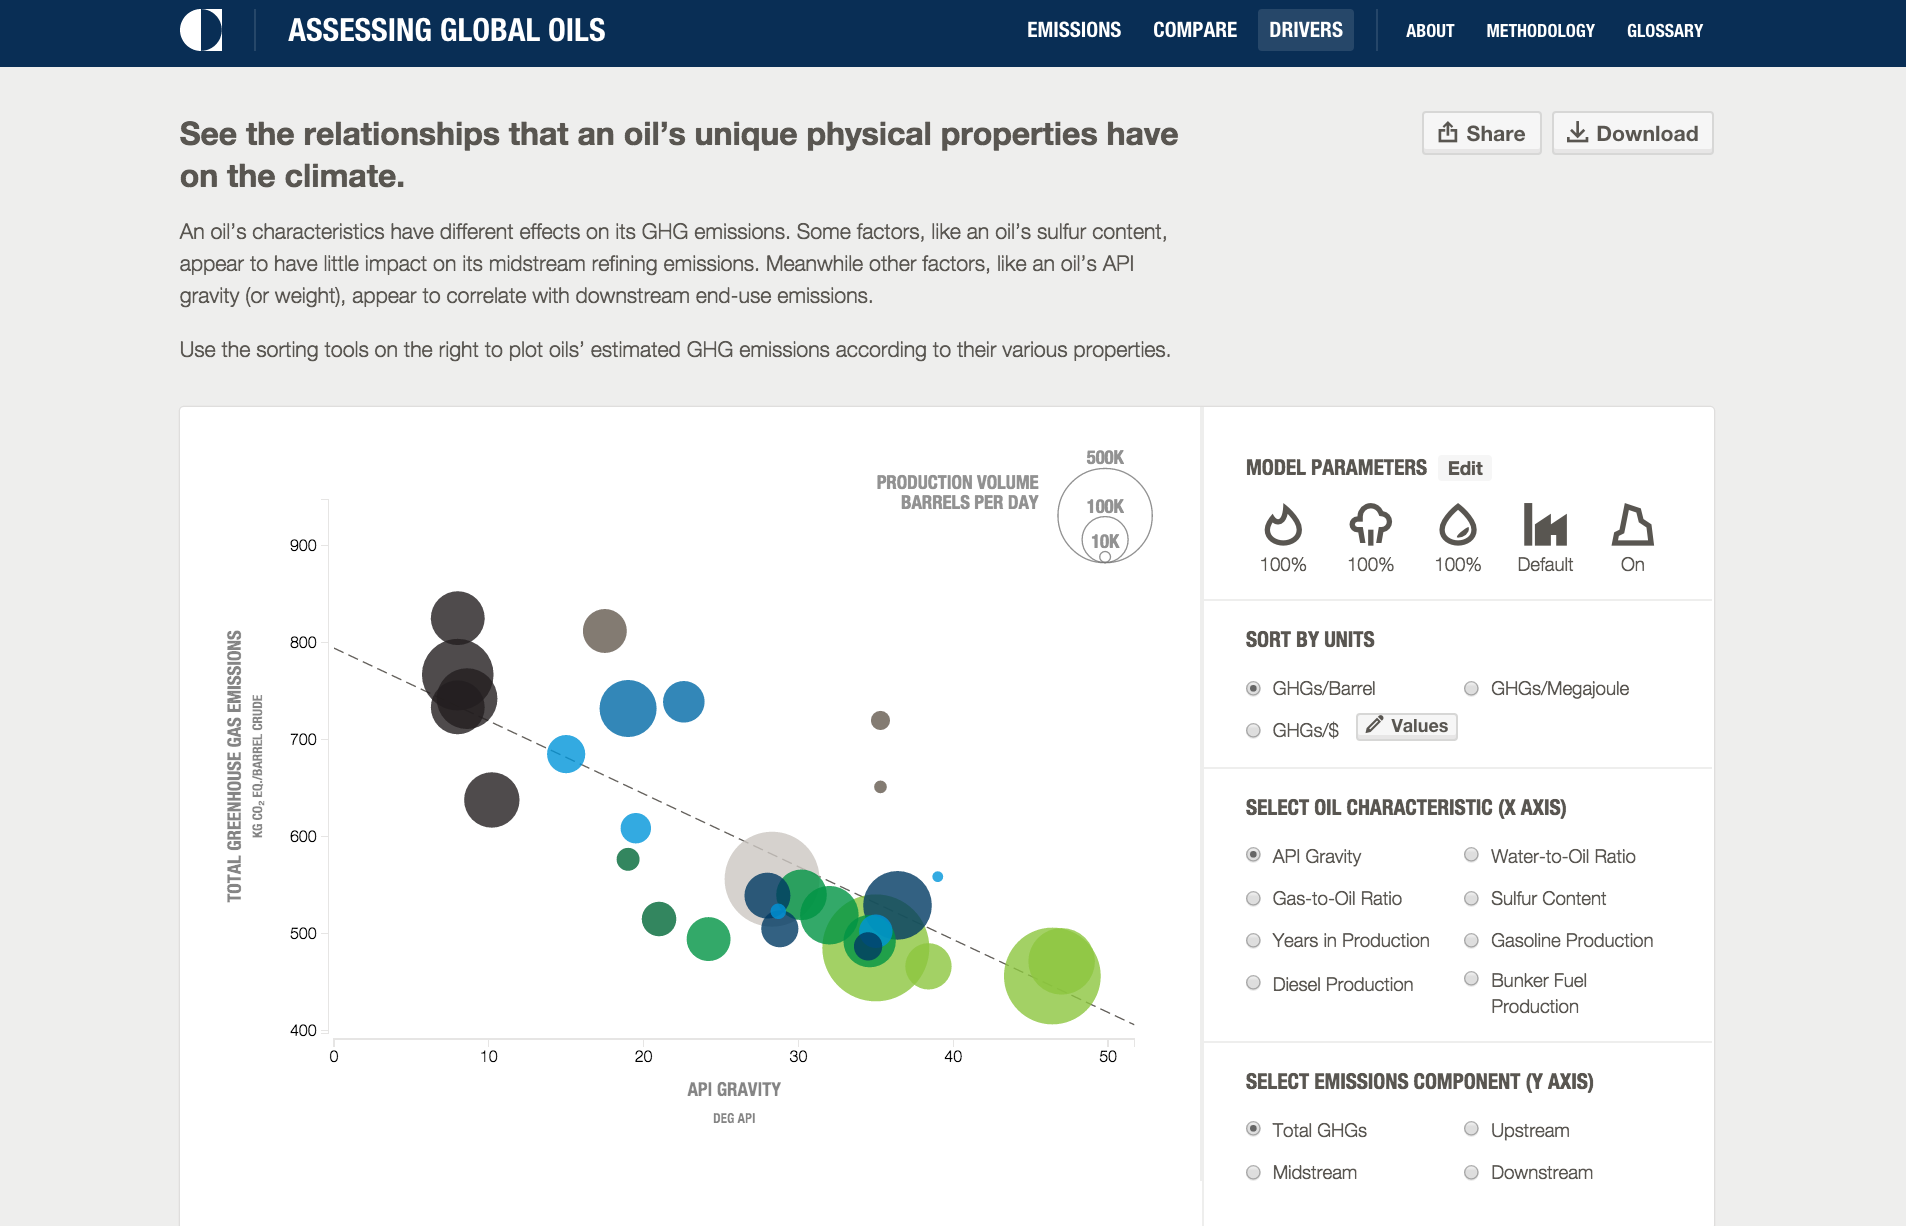 ASSESSING GLOBAL OILS
EMISSIONS
COMPARE
DRIVERS
ABOUT
METHODOLOGY
GLOSSARY
See the relationships that an oil’s unique physical properties have
on the climate.
Share
Download
An oil’s characteristics have different effects on its GHG emissions. Some factors, like an oil’s sulfur content,
appear to have little impact on its midstream refining emissions. Meanwhile other factors, like an oil’s API
gravity (or weight), appear to correlate with downstream end-use emissions.
Use the sorting tools on the right to plot oils’ estimated GHG emissions according to their various properties.
PRODUCTION VOLUME
BARRELS PER DAY
500K
100K
10K
TOTAL GREENHOUSE GAS EMISSIONS
KG CO₂ EQ./BARREL CRUDE
900
800
700
600
500
400
0
10
20
30
40
50
API GRAVITY
DEG API
MODEL PARAMETERS
Edit
100%
100%
100%
Default
On
SORT BY UNITS
GHGs/Barrel
GHGs/Megajoule
GHGs/$
Values
SELECT OIL CHARACTERISTIC (X AXIS)
API Gravity
Water-to-Oil Ratio
Gas-to-Oil Ratio
Sulfur Content
Years in Production
Gasoline Production
Diesel Production
Bunker Fuel
Production
SELECT EMISSIONS COMPONENT (Y AXIS)
Total GHGs
Upstream
Midstream
Downstream